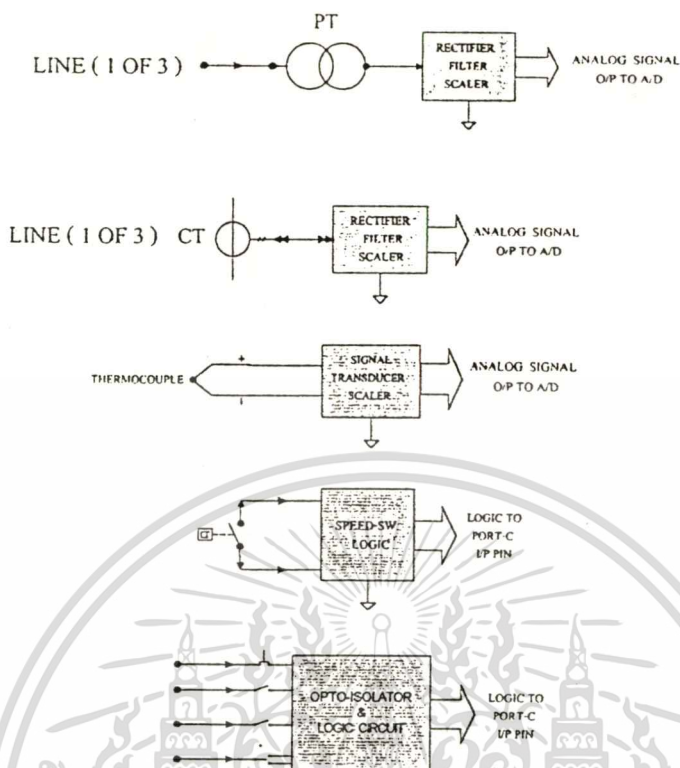 PT
LINE ( 1 OF 3 )
RECTIFIER
FILTER
SCALER
ANALOG SIGNAL
O/P TO A/D
LINE ( 1 OF 3 ) CT
RECTIFIER
FILTER
SCALER
ANALOG SIGNAL
O/P TO A/D
THERMOCOUPLE
+
SIGNAL
TRANSDUCER
SCALER
ANALOG SIGNAL
O/P TO A/D
SPEED-SW
LOGIC
LOGIC TO
PORT-C
I/P PIN
OPTO-ISOLATOR
&
LOGIC CIRCUIT
LOGIC TO
PORT-C
I/P PIN